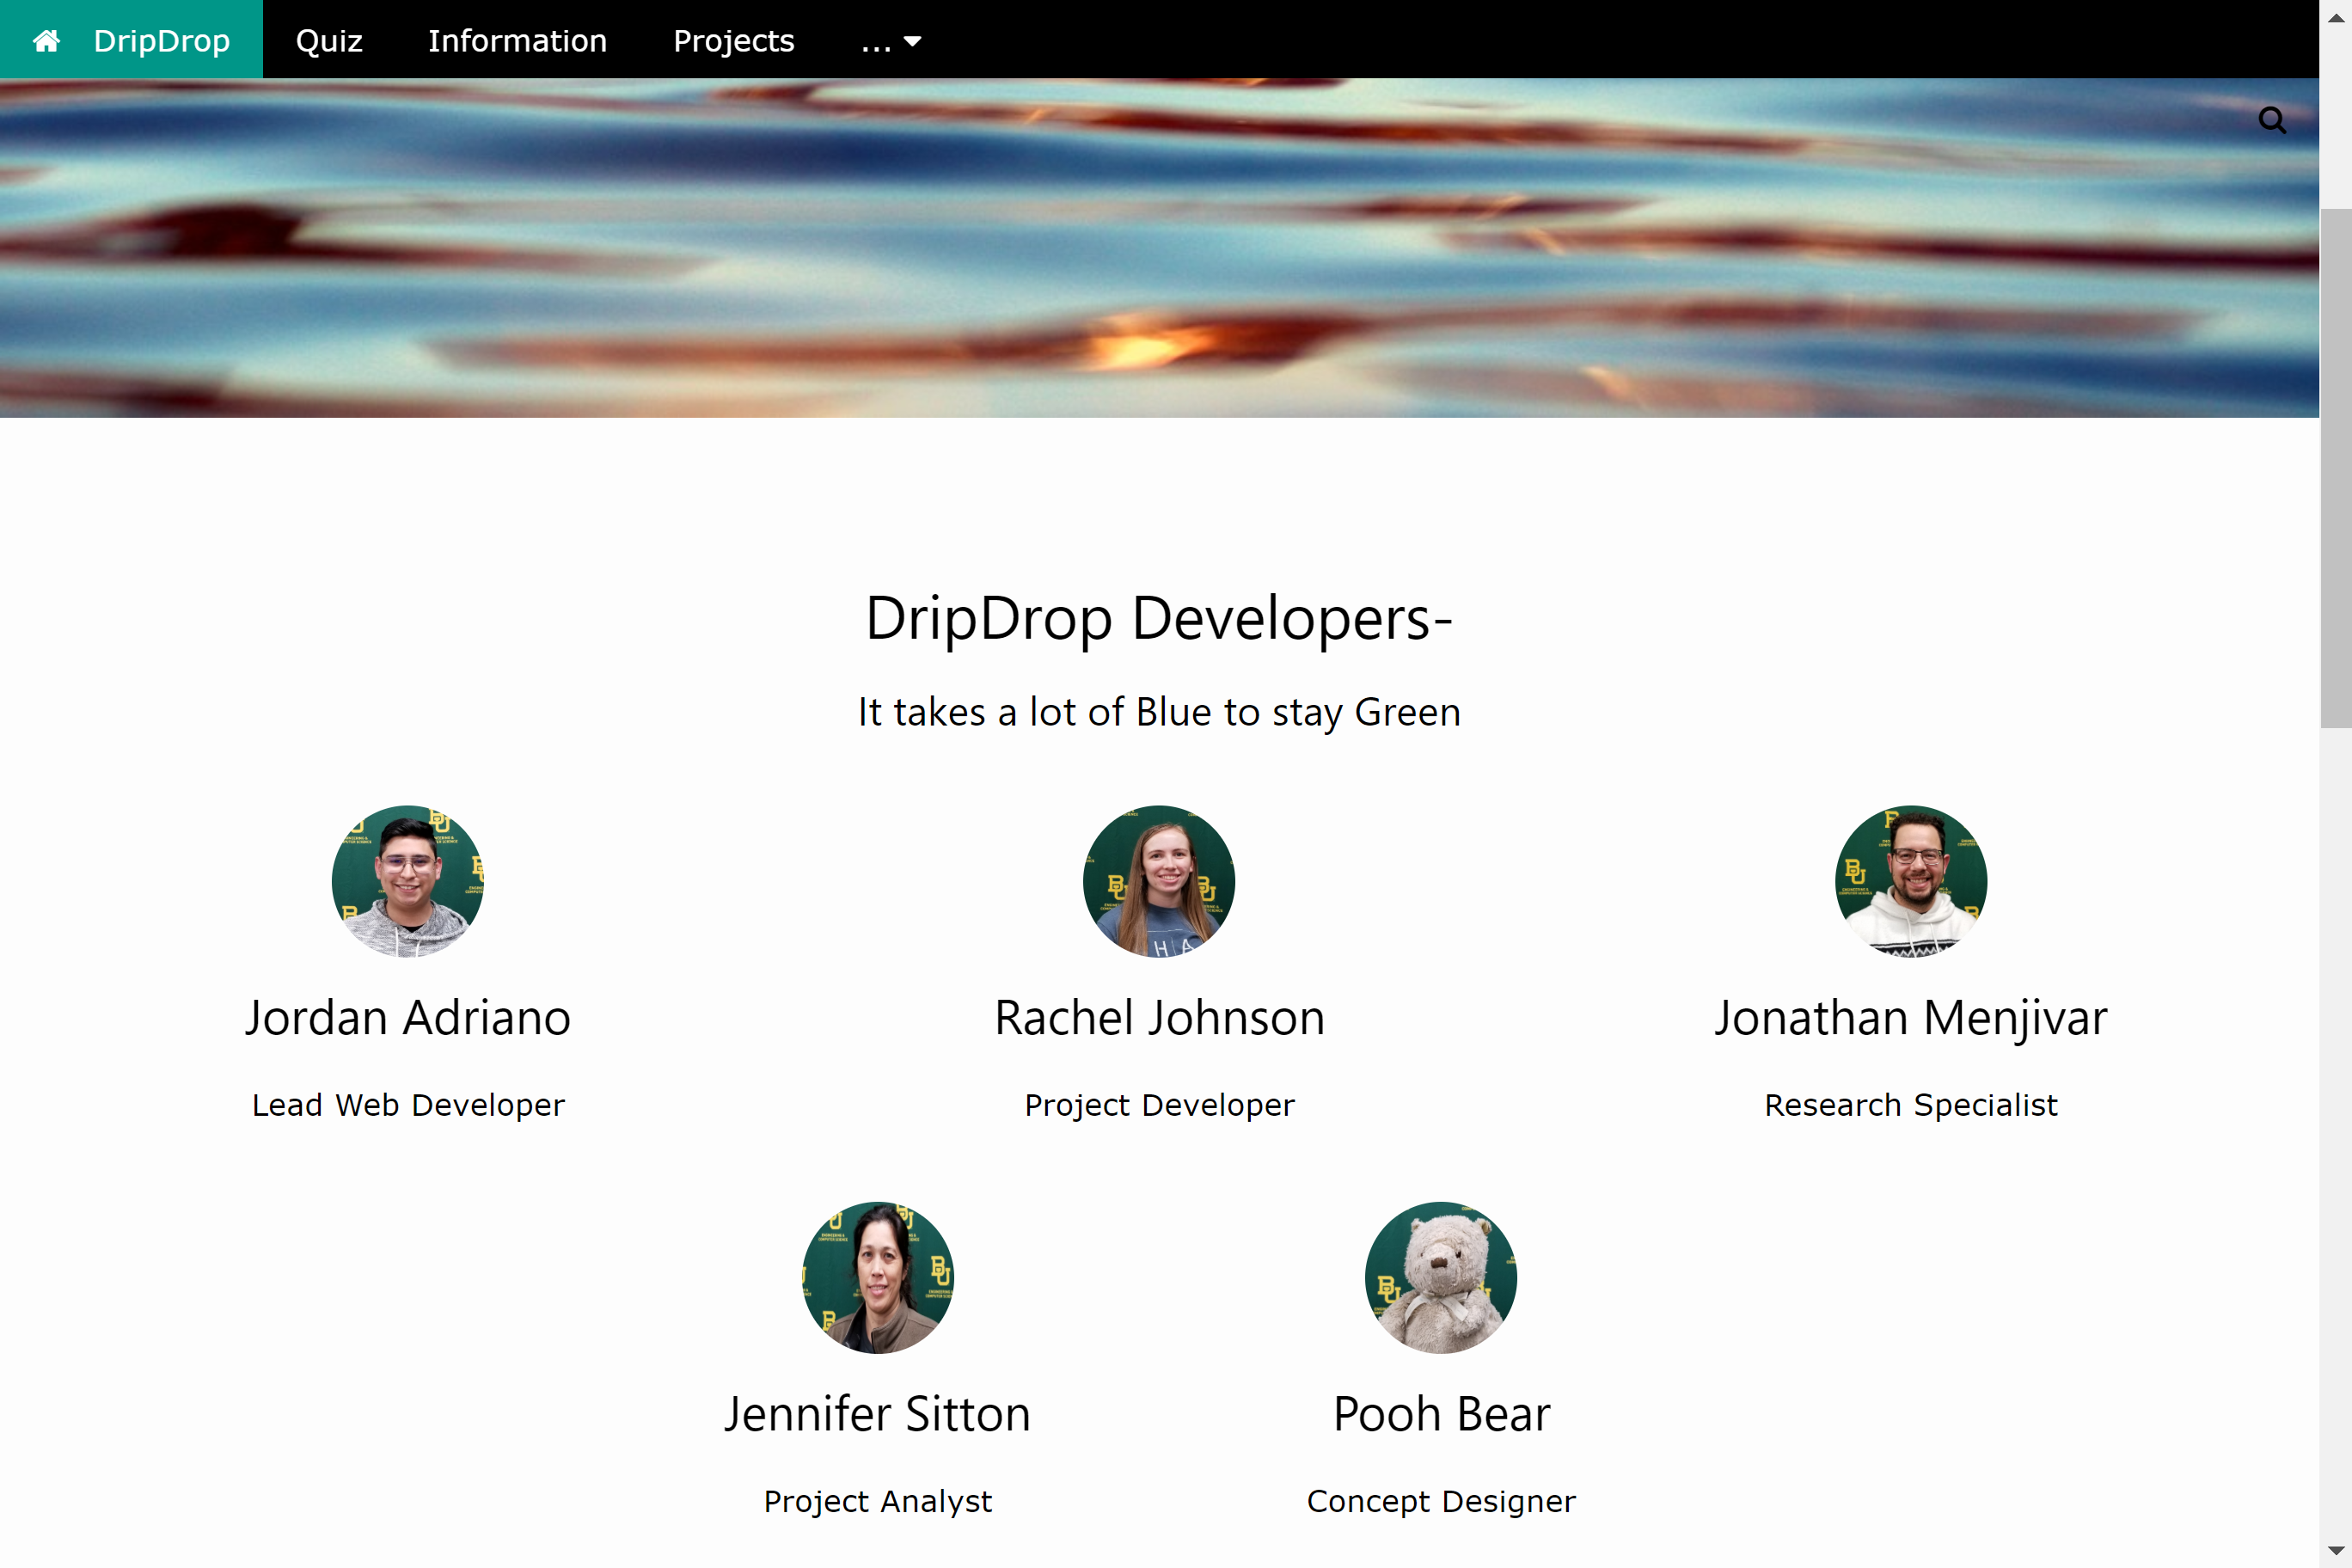 DripDrop Quiz Information Projects ...
DripDrop Developers-
It takes a lot of Blue to stay Green
Jordan Adriano Rachel Johnson Jonathan Menjivar
Lead Web Developer Project Developer Research Specialist
Jennifer Sitton Pooh Bear
Project Analyst Concept Designer